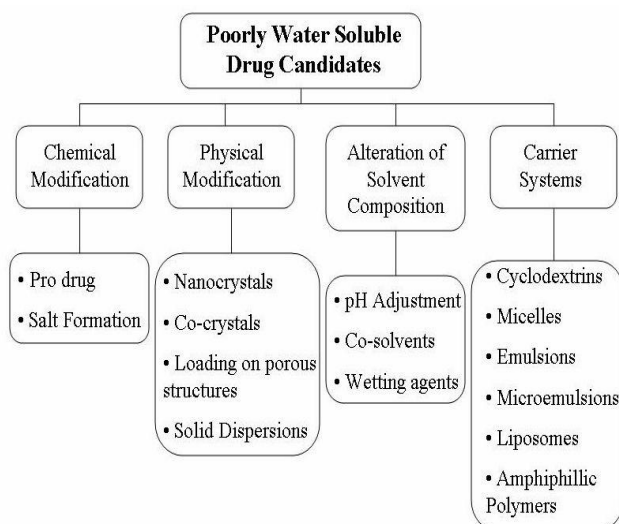 Poorly Water Soluble
Drug Candidates
Chemical
Modification
Physical
Modification
Alteration of
Solvent
Composition
Carrier
Systems
• Pro drug
• Salt Formation
• Nanocrystals
• Co-crystals
• Loading on porous
structures
• Solid Dispersions
• pH Adjustment
• Co-solvents
• Wetting agents
• Cyclodextrins
• Micelles
• Emulsions
• Microemulsions
• Liposomes
• Amphiphillic
Polymers